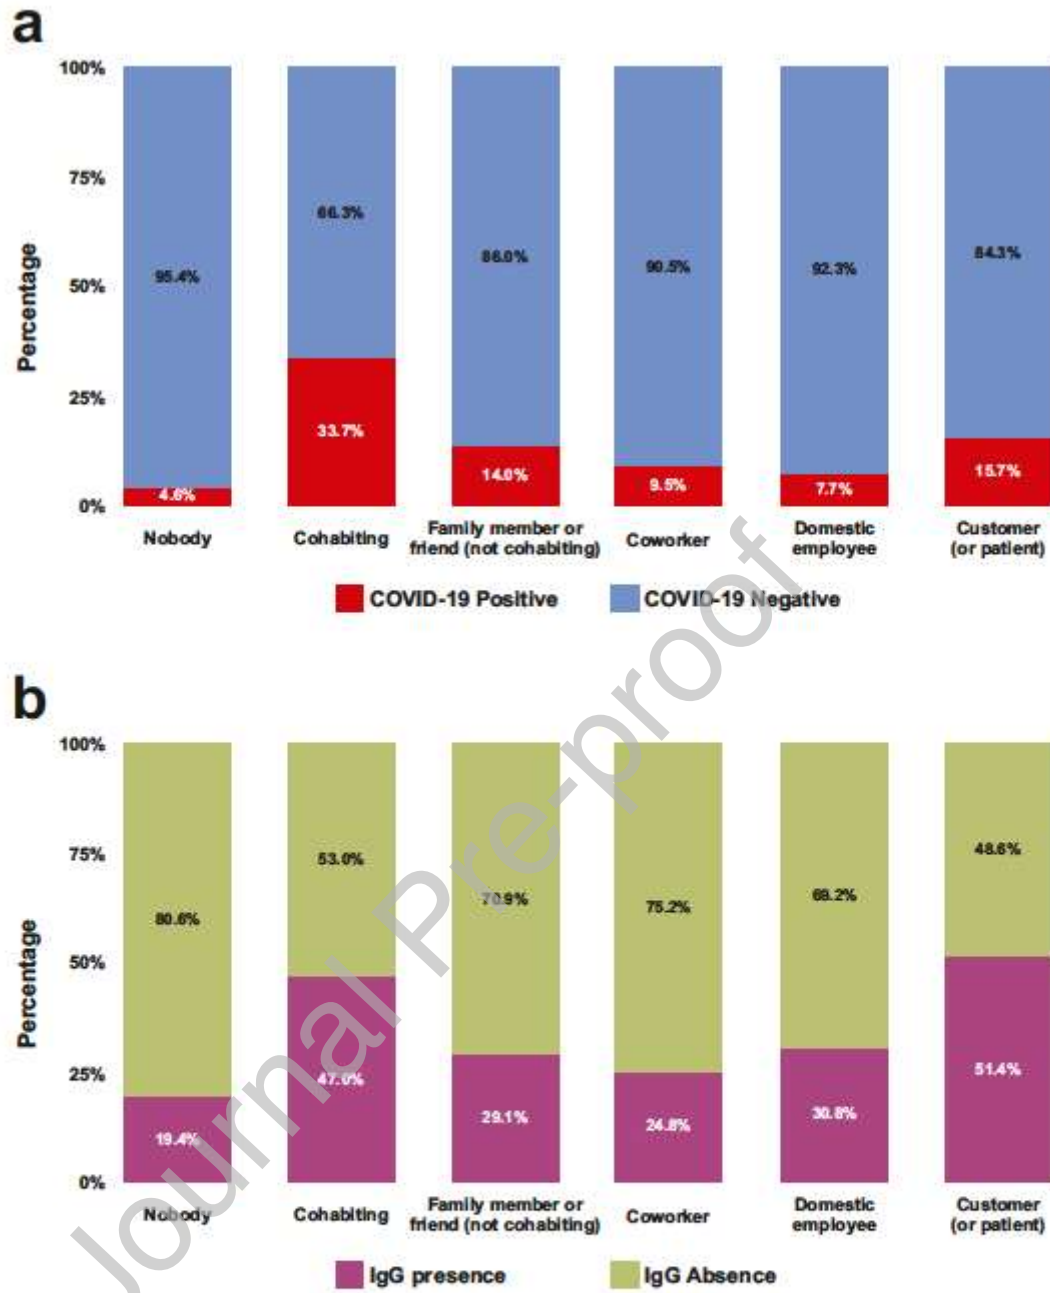 a
100%
75%
50%
25%
0%
Percentage
95.4%
66.3%
86.0%
90.5%
92.3%
84.3%
4.6%
33.7%
14.0%
9.5%
7.7%
15.7%
Nobody
Cohabiting
Family member or
friend (not cohabiting)
Coworker
Domestic
employee
Customer
(or patient)
COVID-19 Positive
COVID-19 Negative
b
100%
75%
50%
25%
0%
Percentage
80.6%
53.0%
70.9%
75.2%
69.2%
48.6%
19.4%
47.0%
29.1%
24.8%
30.8%
51.4%
Nobody
Cohabiting
Family member or
friend (not cohabiting)
Coworker
Domestic
employee
Customer
(or patient)
IgG presence
IgG Absence
Journal Pre-proof